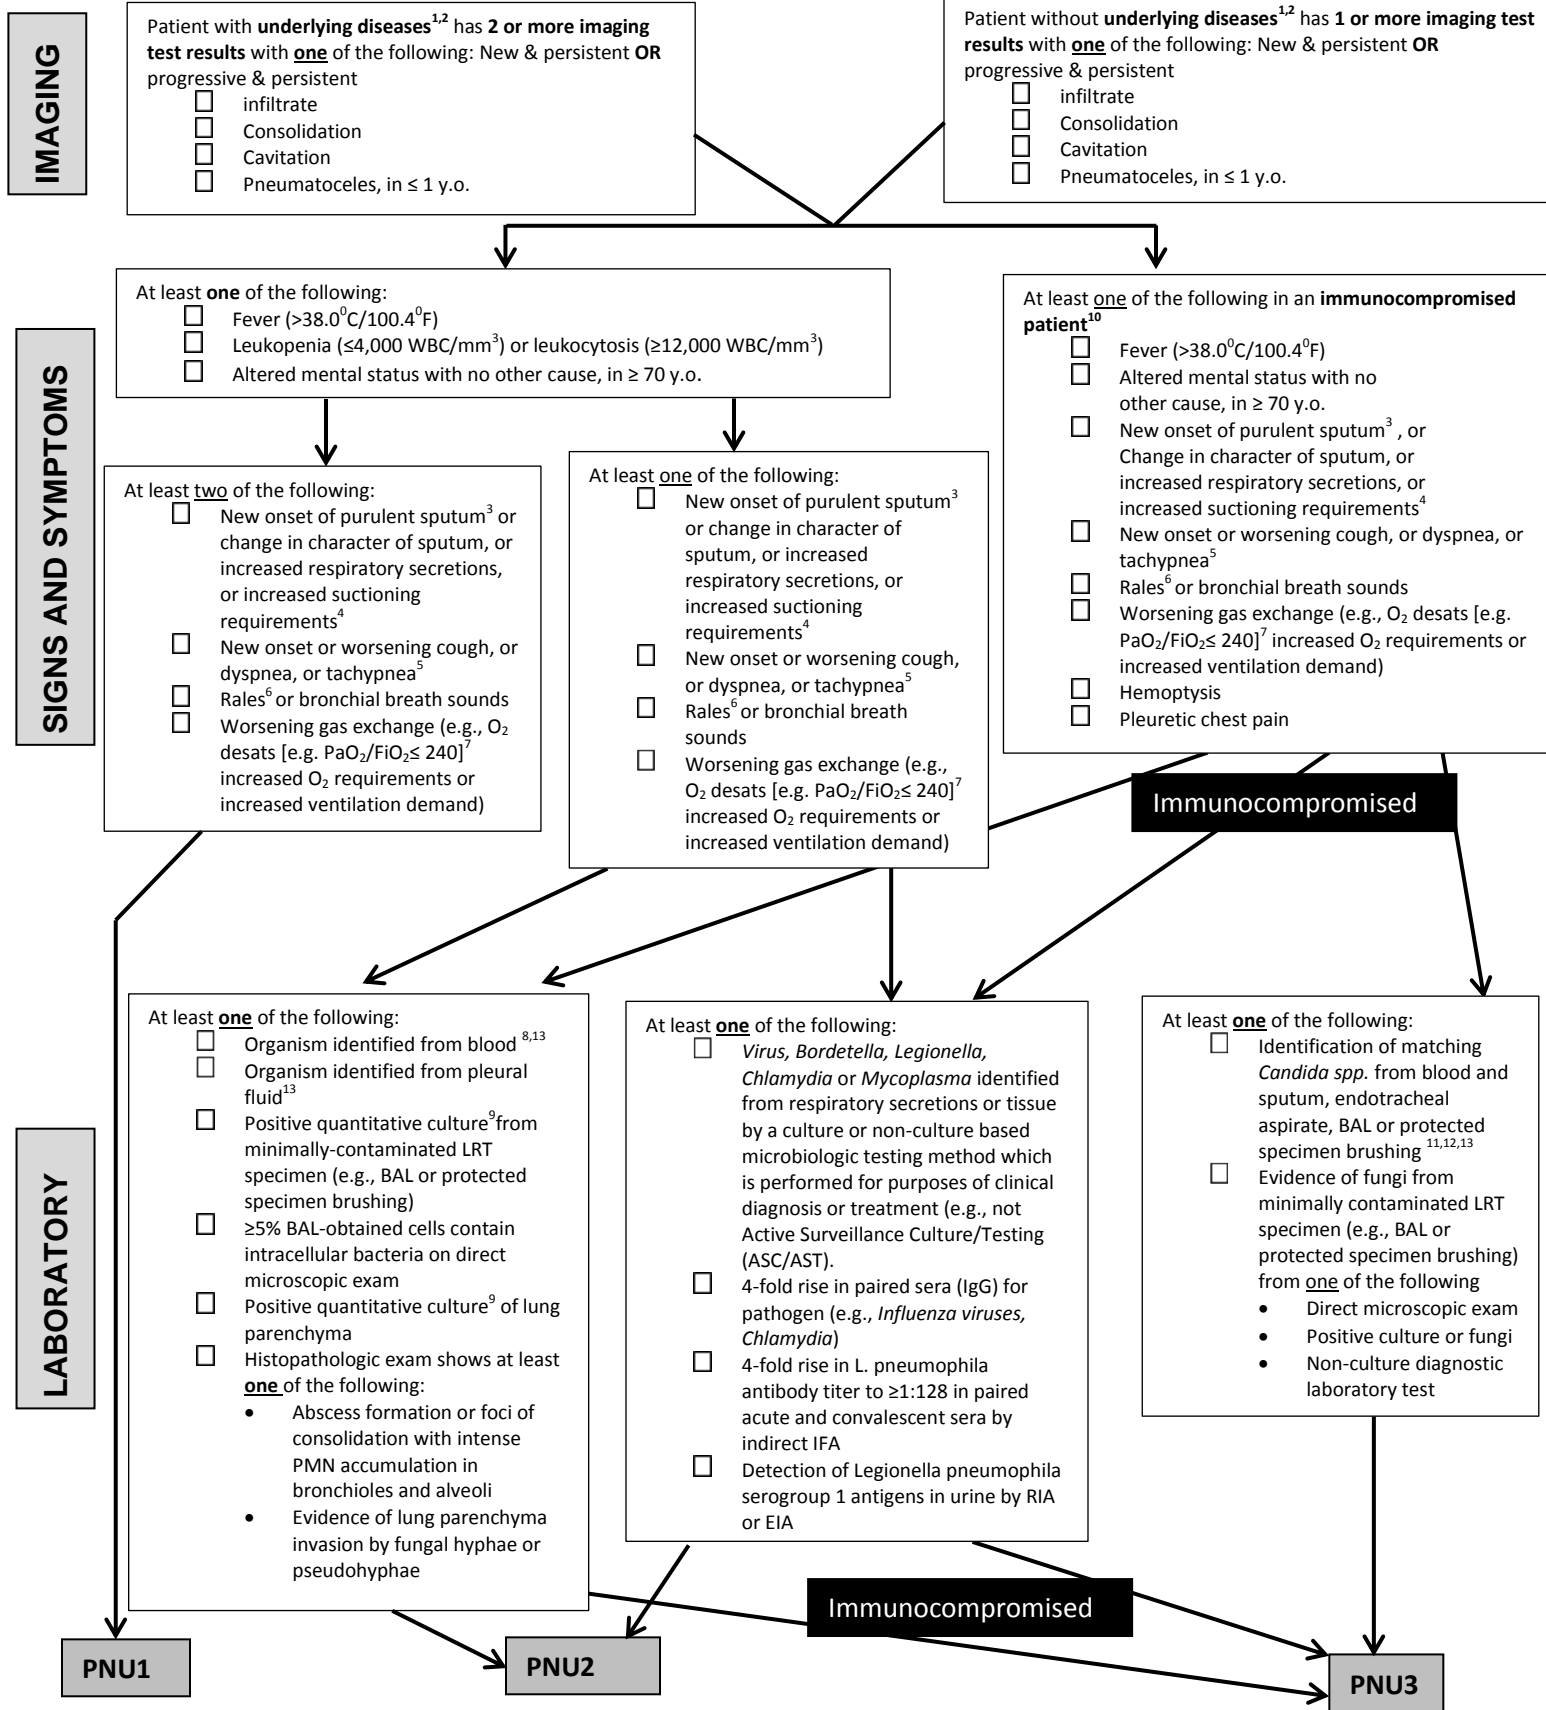 IMAGING
Patient with underlying diseases1,2 has 2 or more imaging
test results with one of the following: New & persistent OR
progressive & persistent
infiltrate
Consolidation
Cavitation
Pneumatoceles, in ≤ 1 y.o.
Patient without underlying diseases1,2 has 1 or more imaging test
results with one of the following: New & persistent OR
progressive & persistent
infiltrate
Consolidation
Cavitation
Pneumatoceles, in ≤ 1 y.o.
SIGNS AND SYMPTOMS
At least one of the following:
Fever (>38.0⁰C/100.4⁰F)
Leukopenia (≤4,000 WBC/mm3) or leukocytosis (≥12,000 WBC/mm3)
Altered mental status with no other cause, in ≥ 70 y.o.
At least one of the following in an immunocompromised
patient10
Fever (>38.0⁰C/100.4⁰F)
Altered mental status with no
other cause, in ≥ 70 y.o.
New onset of purulent sputum3 , or
Change in character of sputum, or
increased respiratory secretions, or
increased suctioning requirements4
New onset or worsening cough, or dyspnea, or
tachypnea5
Rales6 or bronchial breath sounds
Worsening gas exchange (e.g., O2 desats [e.g.
PaO2/FiO2≤ 240]7 increased O2 requirements or
increased ventilation demand)
Hemoptysis
Pleuretic chest pain
At least two of the following:
New onset of purulent sputum3 or
change in character of sputum, or
increased respiratory secretions,
or increased suctioning
requirements4
New onset or worsening cough, or
dyspnea, or tachypnea5
Rales6 or bronchial breath sounds
Worsening gas exchange (e.g., O2
desats [e.g. PaO2/FiO2≤ 240]7
increased O2 requirements or
increased ventilation demand)
At least one of the following:
New onset of purulent sputum3
or change in character of
sputum, or increased
respiratory secretions, or
increased suctioning
requirements4
New onset or worsening cough,
or dyspnea, or tachypnea5
Rales6 or bronchial breath
sounds
Worsening gas exchange (e.g.,
O2 desats [e.g. PaO2/FiO2≤ 240]7
increased O2 requirements or
increased ventilation demand)
Immunocompromised
LABORATORY
At least one of the following:
Organism identified from blood 8,13
Organism identified from pleural
fluid13
Positive quantitative culture9from
minimally-contaminated LRT
specimen (e.g., BAL or protected
specimen brushing)
≥5% BAL-obtained cells contain
intracellular bacteria on direct
microscopic exam
Positive quantitative culture9 of lung
parenchyma
Histopathologic exam shows at least
one of the following:
• Abscess formation or foci of
consolidation with intense
PMN accumulation in
bronchioles and alveoli
• Evidence of lung parenchyma
invasion by fungal hyphae or
pseudohyphae
At least one of the following:
Virus, Bordetella, Legionella,
Chlamydia or Mycoplasma identified
from respiratory secretions or tissue
by a culture or non-culture based
microbiologic testing method which
is performed for purposes of clinical
diagnosis or treatment (e.g., not
Active Surveillance Culture/Testing
(ASC/AST).
4-fold rise in paired sera (IgG) for
pathogen (e.g., Influenza viruses,
Chlamydia)
4-fold rise in L. pneumophila
antibody titer to ≥1:128 in paired
acute and convalescent sera by
indirect IFA
Detection of Legionella pneumophila
serogroup 1 antigens in urine by RIA
or EIA
At least one of the following:
Identification of matching
Candida spp. from blood and
sputum, endotracheal
aspirate, BAL or protected
specimen brushing 11,12,13
Evidence of fungi from
minimally contaminated LRT
specimen (e.g., BAL or
protected specimen brushing)
from one of the following
• Direct microscopic exam
• Positive culture or fungi
• Non-culture diagnostic
laboratory test
Immunocompromised
PNU1
PNU2
PNU3